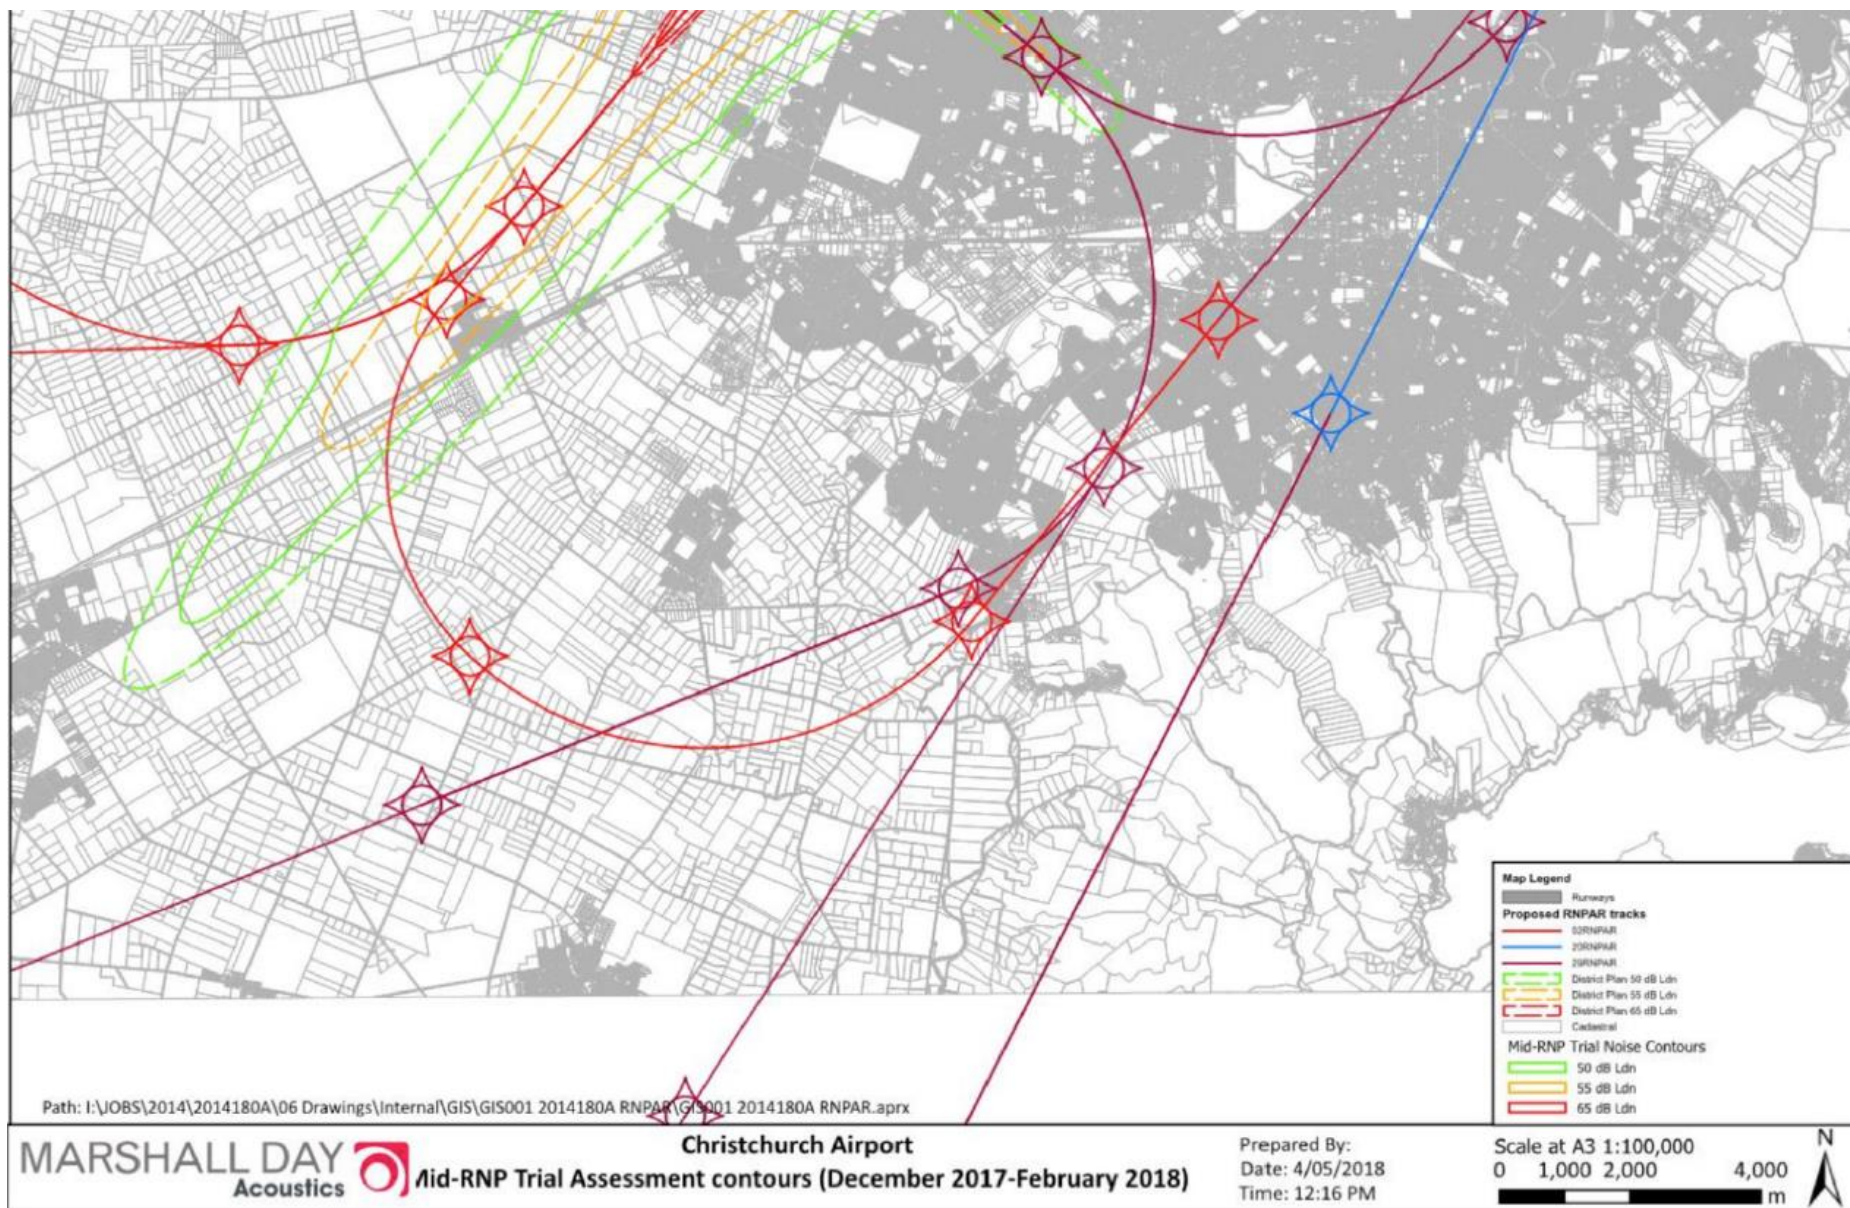 Map Legend
Runways
Proposed RNPAR tracks
02RNPAR
20RNPAR
29RNPAR
District Plan 50 dB Ldn
District Plan 55 dB Ldn
District Plan 65 dB Ldn
Cadastral
Mid-RNP Trial Noise Contours
50 dB Ldn
55 dB Ldn
65 dB Ldn
Path: I:\JOBS\2014\2014180A\06 Drawings\Internal\GIS\GIS001 2014180A RNPAR\GIS001 2014180A RNPAR.aprx
MARSHALL DAY
Acoustics
Christchurch Airport
Mid-RNP Trial Assessment contours (December 2017-February 2018)
Prepared By:
Date: 4/05/2018
Time: 12:16 PM
Scale at A3 1:100,000
0 1,000 2,000 4,000
m
N